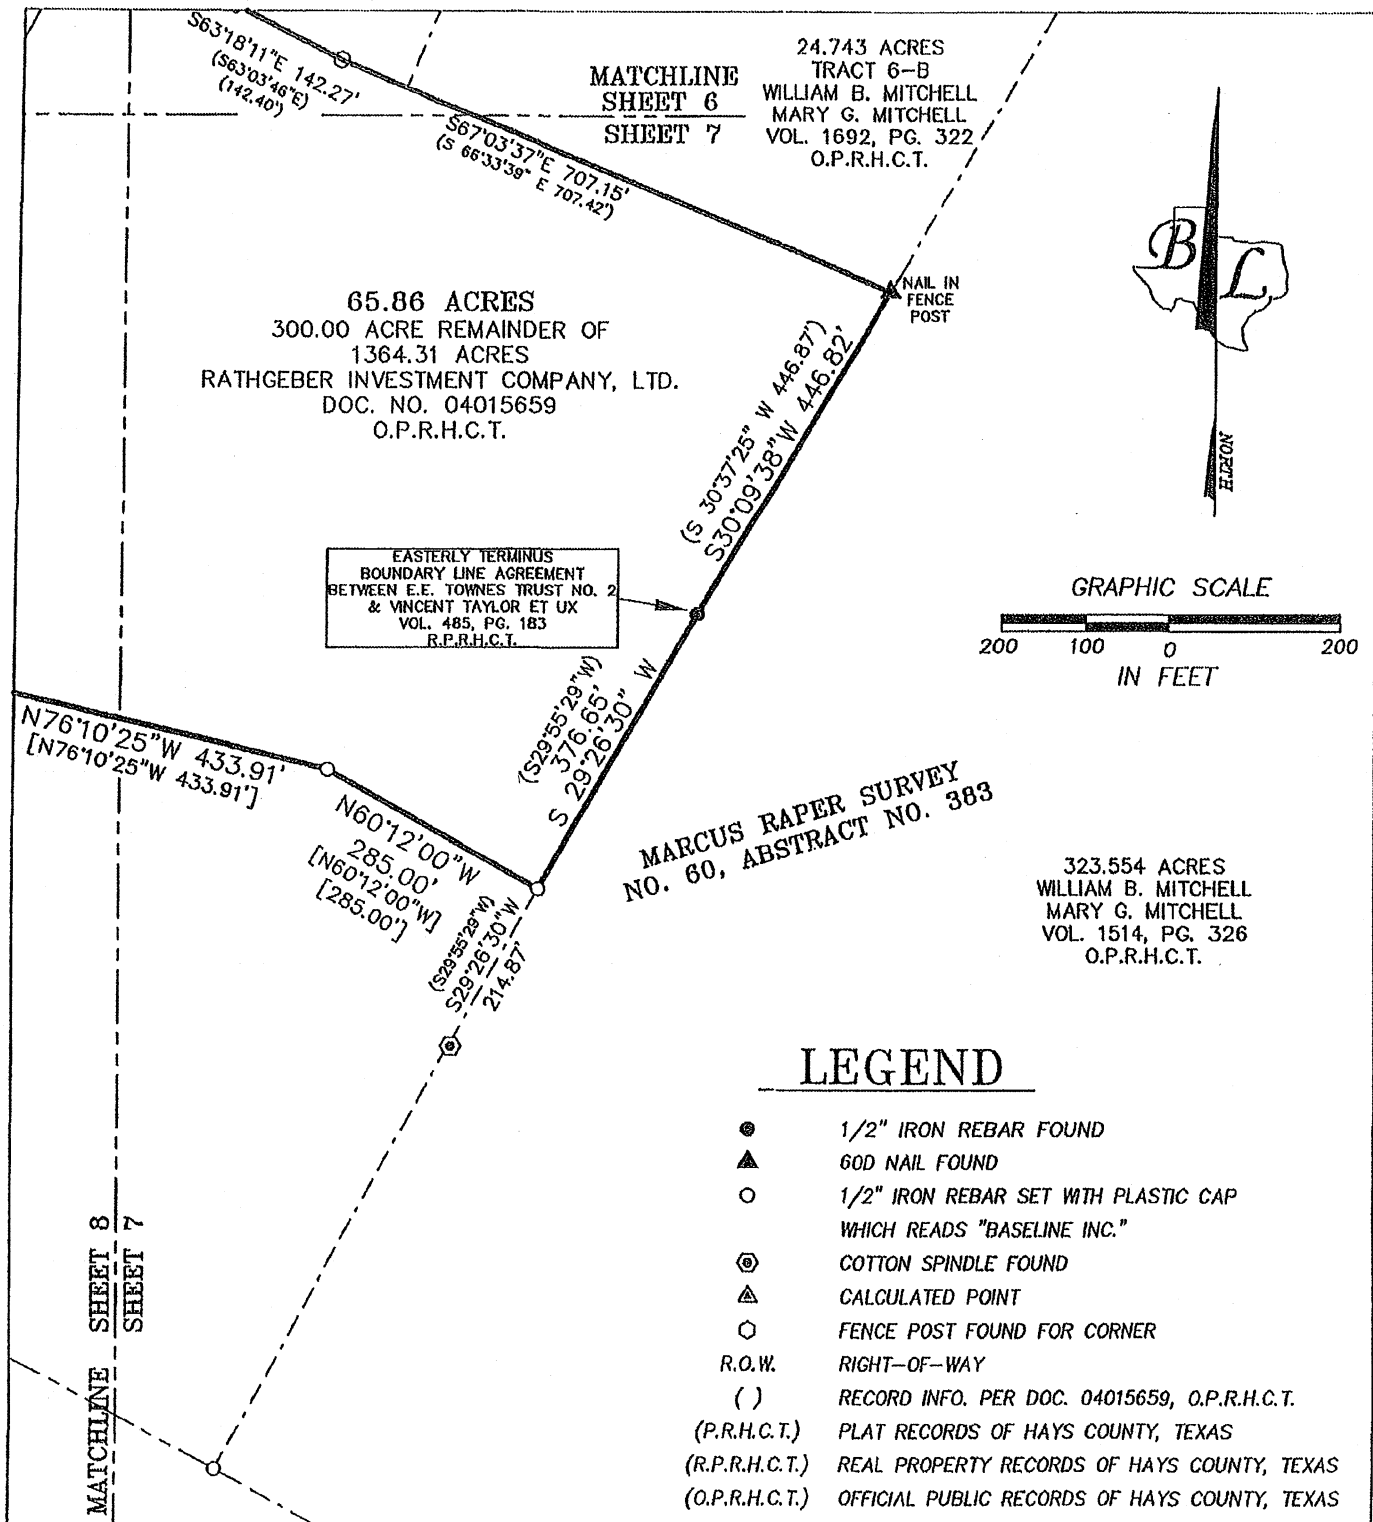 S63°18'11"E 142.27'
(S63°03'46"E)
(142.40')
MATCHLINE
SHEET 6
SHEET 7
24.743 ACRES
TRACT 6-B
WILLIAM B. MITCHELL
MARY G. MITCHELL
VOL. 1692, PG. 322
O.P.R.H.C.T.
S67°03'37"E 707.15'
(S 66°33'39" E 707.42')
B L
NORTH
NAIL IN
FENCE
POST
65.86 ACRES
300.00 ACRE REMAINDER OF
1364.31 ACRES
RATHGEBER INVESTMENT COMPANY, LTD.
DOC. NO. 04015659
O.P.R.H.C.T.
(S 30°37'25" W 446.87')
S30°09'38"W 446.82'
EASTERLY TERMINUS
BOUNDARY LINE AGREEMENT
BETWEEN E.E. TOWNES TRUST NO. 2
& VINCENT TAYLOR ET UX
VOL. 485, PG. 183
R.P.R.H.C.T.
GRAPHIC SCALE
200 100 0 200
IN FEET
(S29°55'29"W)
376.65'
S 29°26'30" W
N76°10'25"W 433.91'
[N76°10'25"W 433.91']
N60°12'00"W
285.00'
[N60°12'00"W]
[285.00']
MARCUS RAPER SURVEY
NO. 60, ABSTRACT NO. 383
323.554 ACRES
WILLIAM B. MITCHELL
MARY G. MITCHELL
VOL. 1514, PG. 326
O.P.R.H.C.T.
(S29°55'29"W)
S29°26'30"W
214.87'
LEGEND
1/2" IRON REBAR FOUND
60D NAIL FOUND
1/2" IRON REBAR SET WITH PLASTIC CAP
WHICH READS "BASELINE INC."
COTTON SPINDLE FOUND
CALCULATED POINT
FENCE POST FOUND FOR CORNER
R.O.W. RIGHT-OF-WAY
( ) RECORD INFO. PER DOC. 04015659, O.P.R.H.C.T.
(P.R.H.C.T.) PLAT RECORDS OF HAYS COUNTY, TEXAS
(R.P.R.H.C.T.) REAL PROPERTY RECORDS OF HAYS COUNTY, TEXAS
(O.P.R.H.C.T.) OFFICIAL PUBLIC RECORDS OF HAYS COUNTY, TEXAS
MATCHLINE SHEET 8
SHEET 7